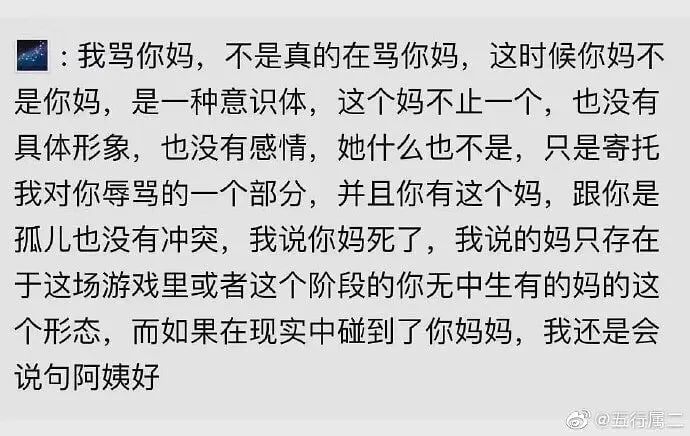 ：我骂你妈，不是真的在骂你妈，这时候你妈不
是你妈，是一种意识体，这个妈不止一个，也没有
具体形象，也没有感情，她什么也不是，只是寄托
我对你辱骂的一个部分，并且你有这个妈，跟你是
孤儿也没有冲突，我说你妈死了，我说的妈只存在
于这场游戏里或者这个阶段的你无中生有的妈的这
个形态，而如果在现实中碰到了你妈妈，我还是会
说句阿姨好
@五行属二